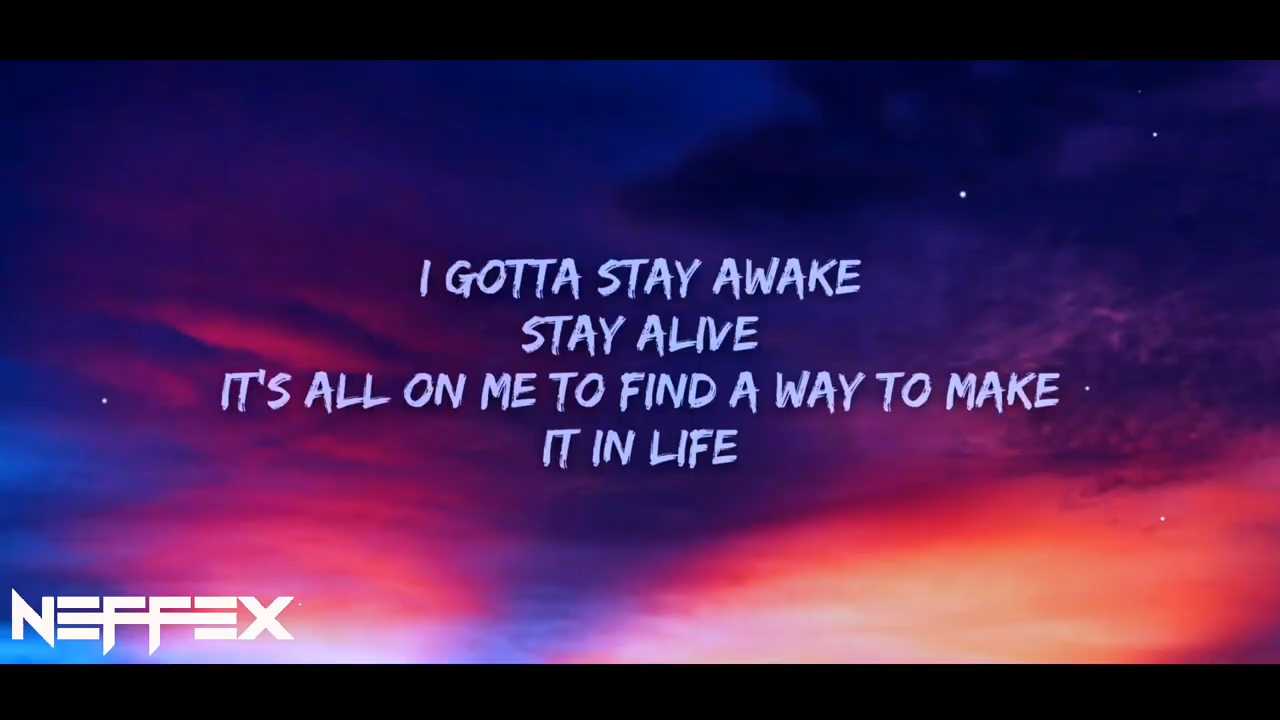 I GOTTA STAY AWAKE
STAY ALIVE
IT'S ALL ON ME TO FIND A WAY TO MAKE
IT IN LIFE
NEFFEX